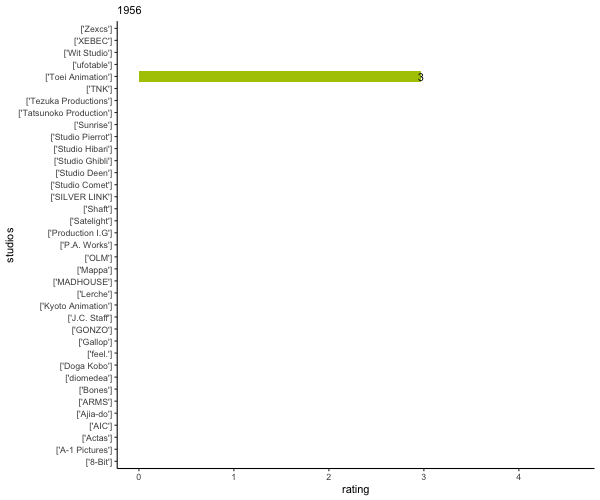 1956
['Zexcs']
['XEBEC']
['Wit Studio']
['ufotable']
['Toei Animation']
3
['TNK']
['Tezuka Productions']
['Tatsunoko Production']
['Sunrise']
['Studio Pierrot']
['Studio Hibari']
['Studio Ghibli']
['Studio Deen']
['Studio Comet']
['SILVER LINK']
['Shaft']
['Satelight']
['Production I.G']
['P.A. Works']
['OLM']
['Mappa']
['MADHOUSE']
['Lerche']
['Kyoto Animation']
['J.C. Staff']
['GONZO']
['Gallop']
['feel.']
['Doga Kobo']
['diomedea']
['Bones']
['ARMS']
['Ajia-do']
['AIC']
['Actas']
['A-1 Pictures']
['8-Bit']
studios
0 1 2 3 4
rating